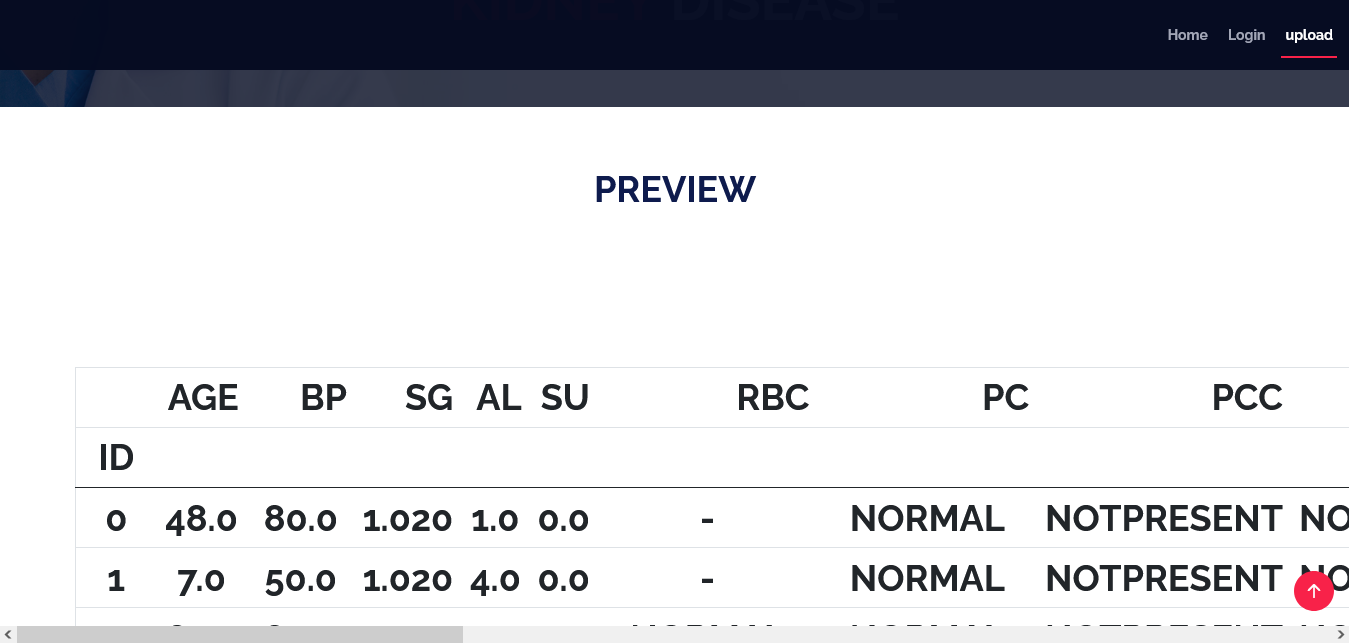 DISEASE
Home Login upload
PREVIEW
AGE BP SG AL SU RBC PC PCC
ID
0 48.0 80.0 1.020 1.0 0.0 - NORMAL NOTPRESENT NO
1 7.0 50.0 1.020 4.0 0.0 - NORMAL NOTPRESENT NO